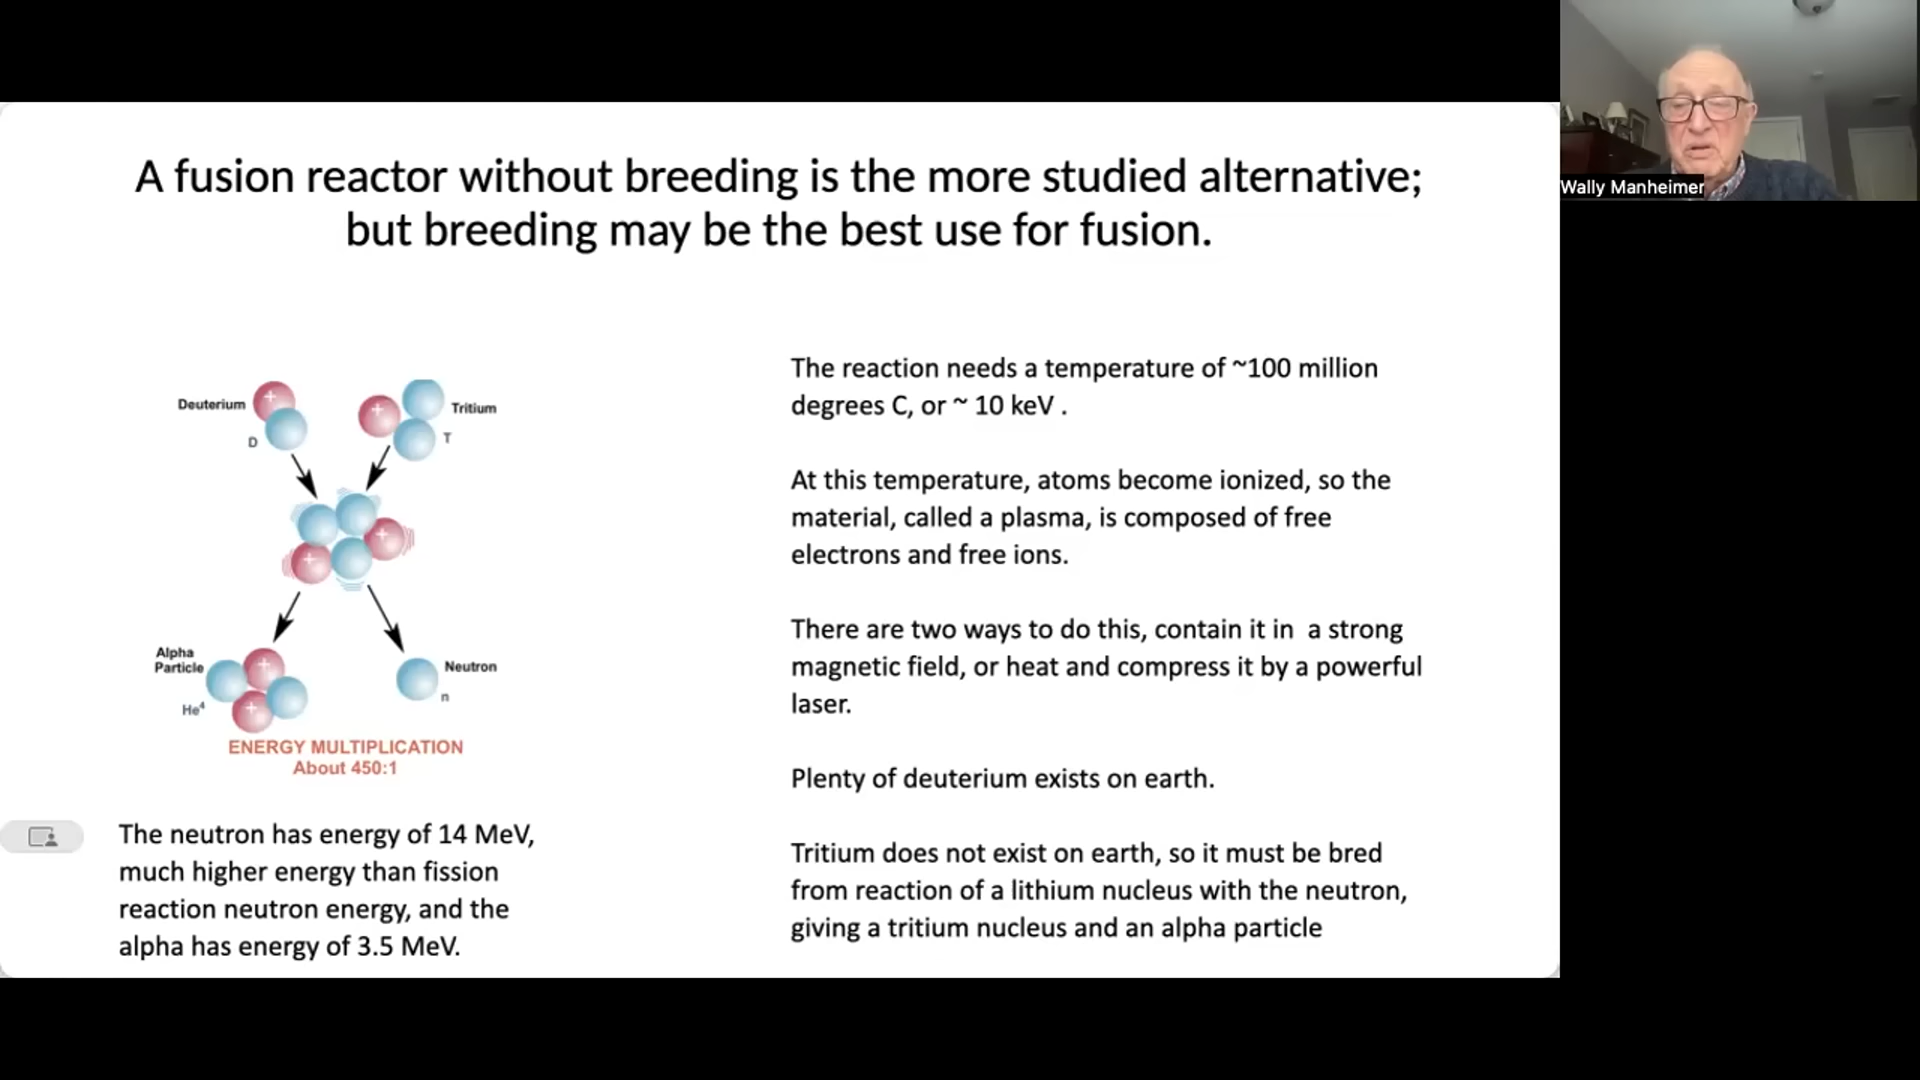 A fusion reactor without breeding is the more studied alternative;
but breeding may be the best use for fusion.
Wally Manheimer
Deuterium
D
Tritium
T
Alpha
Particle
He⁴
Neutron
n
ENERGY MULTIPLICATION
About 450:1
The neutron has energy of 14 MeV,
much higher energy than fission
reaction neutron energy, and the
alpha has energy of 3.5 MeV.
The reaction needs a temperature of ~100 million
degrees C, or ~ 10 keV .
At this temperature, atoms become ionized, so the
material, called a plasma, is composed of free
electrons and free ions.
There are two ways to do this, contain it in  a strong
magnetic field, or heat and compress it by a powerful
laser.
Plenty of deuterium exists on earth.
Tritium does not exist on earth, so it must be bred
from reaction of a lithium nucleus with the neutron,
giving a tritium nucleus and an alpha particle